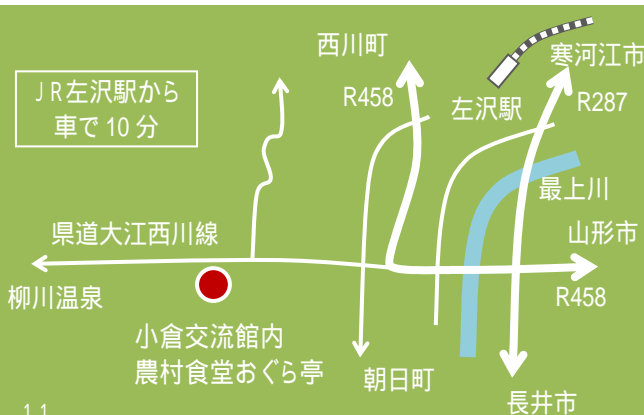 西川町
寒河江市
JR左沢駅から
車で10分
R458
左沢駅
R287
最上川
県道大江西川線
山形市
柳川温泉
R458
小倉交流館内
農村食堂おぐら亭
朝日町
長井市
11